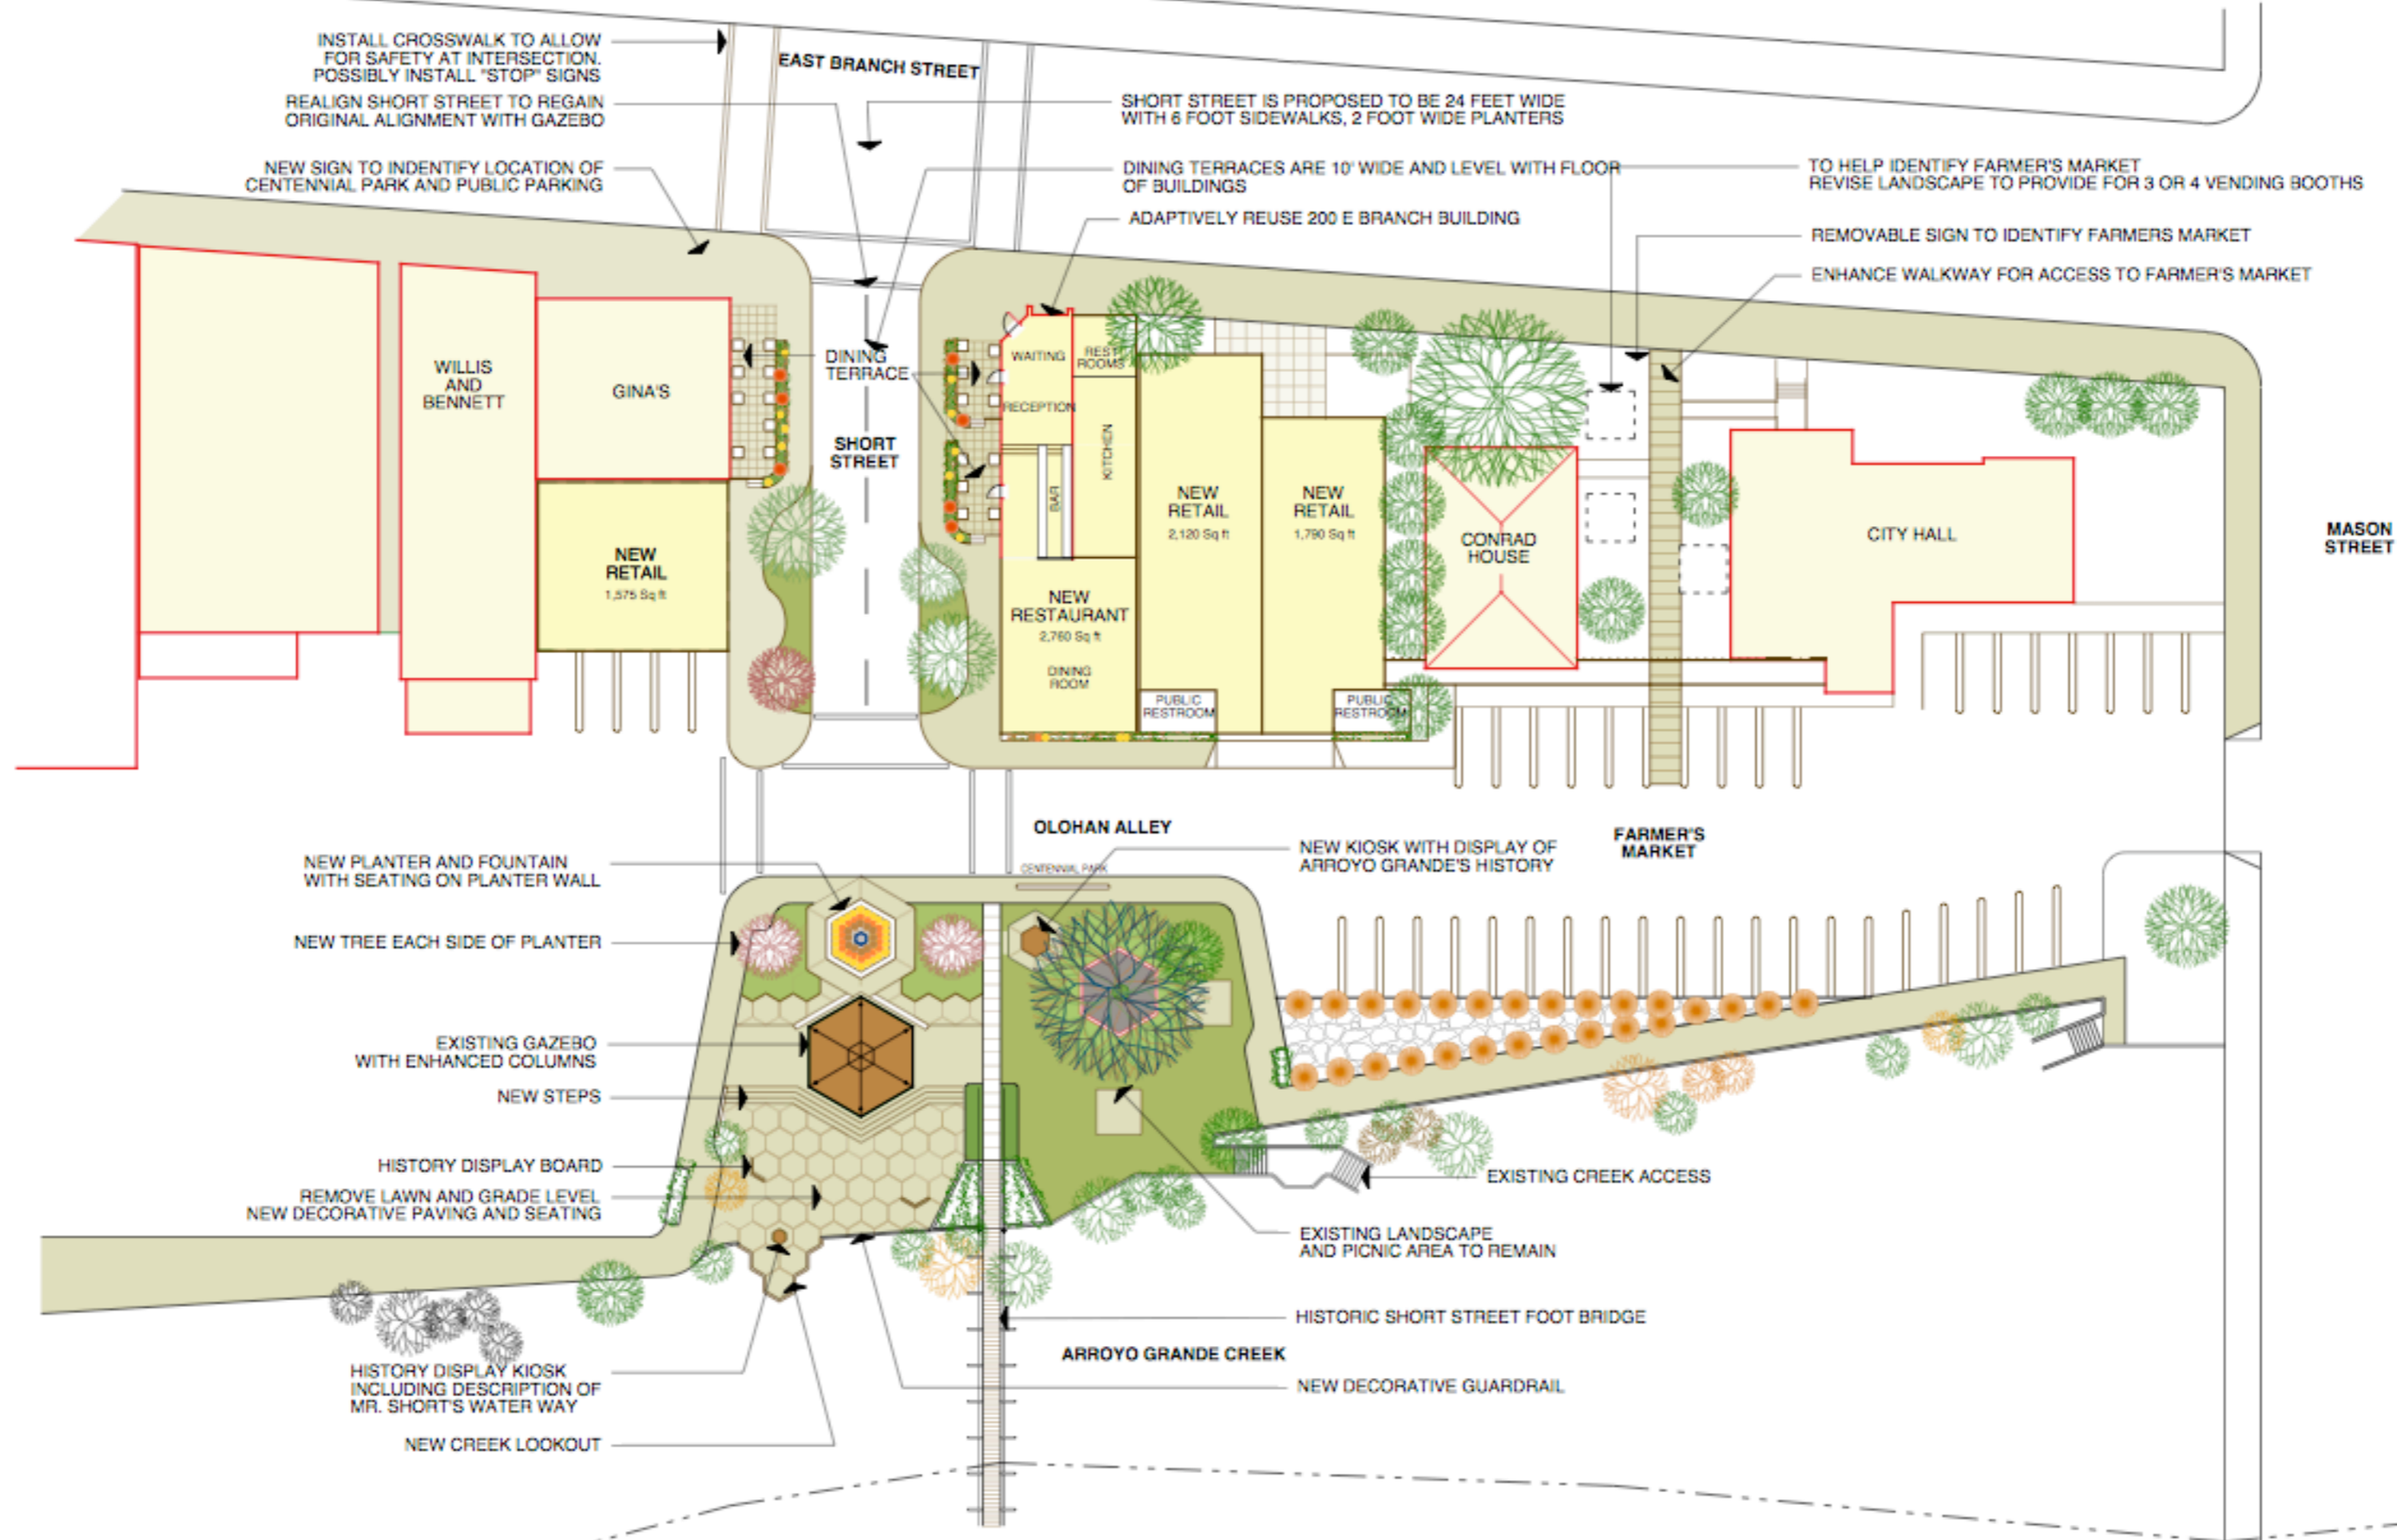 INSTALL CROSSWALK TO ALLOW
FOR SAFETY AT INTERSECTION.
POSSIBLY INSTALL "STOP" SIGNS
REALIGN SHORT STREET TO REGAIN
ORIGINAL ALIGNMENT WITH GAZEBO
NEW SIGN TO INDENTIFY LOCATION OF
CENTENNIAL PARK AND PUBLIC PARKING
EAST BRANCH STREET
SHORT STREET IS PROPOSED TO BE 24 FEET WIDE
WITH 6 FOOT SIDEWALKS, 2 FOOT WIDE PLANTERS
DINING TERRACES ARE 10' WIDE AND LEVEL WITH FLOOR
OF BUILDINGS
ADAPTIVELY REUSE 200 E BRANCH BUILDING
TO HELP IDENTIFY FARMER'S MARKET
REVISE LANDSCAPE TO PROVIDE FOR 3 OR 4 VENDING BOOTHS
REMOVABLE SIGN TO IDENTIFY FARMERS MARKET
ENHANCE WALKWAY FOR ACCESS TO FARMER'S MARKET
WILLIS
AND
BENNETT
GINA'S
NEW
RETAIL
1,575 Sq ft
DINING
TERRACE
SHORT
STREET
WAITING
REST
ROOMS
RECEPTION
KITCHEN
BAR
NEW
RESTAURANT
2,760 Sq ft
DINING
ROOM
NEW
RETAIL
2,120 Sq ft
PUBLIC
RESTROOM
NEW
RETAIL
1,790 Sq ft
PUBLIC
RESTROOM
CONRAD
HOUSE
CITY HALL
MASON
STREET
OLOHAN ALLEY
FARMER'S
MARKET
CENTENNIAL PARK
NEW KIOSK WITH DISPLAY OF
ARROYO GRANDE'S HISTORY
NEW PLANTER AND FOUNTAIN
WITH SEATING ON PLANTER WALL
NEW TREE EACH SIDE OF PLANTER
EXISTING GAZEBO
WITH ENHANCED COLUMNS
NEW STEPS
HISTORY DISPLAY BOARD
REMOVE LAWN AND GRADE LEVEL
NEW DECORATIVE PAVING AND SEATING
EXISTING CREEK ACCESS
EXISTING LANDSCAPE
AND PICNIC AREA TO REMAIN
HISTORIC SHORT STREET FOOT BRIDGE
ARROYO GRANDE CREEK
NEW DECORATIVE GUARDRAIL
HISTORY DISPLAY KIOSK
INCLUDING DESCRIPTION OF
MR. SHORT'S WATER WAY
NEW CREEK LOOKOUT